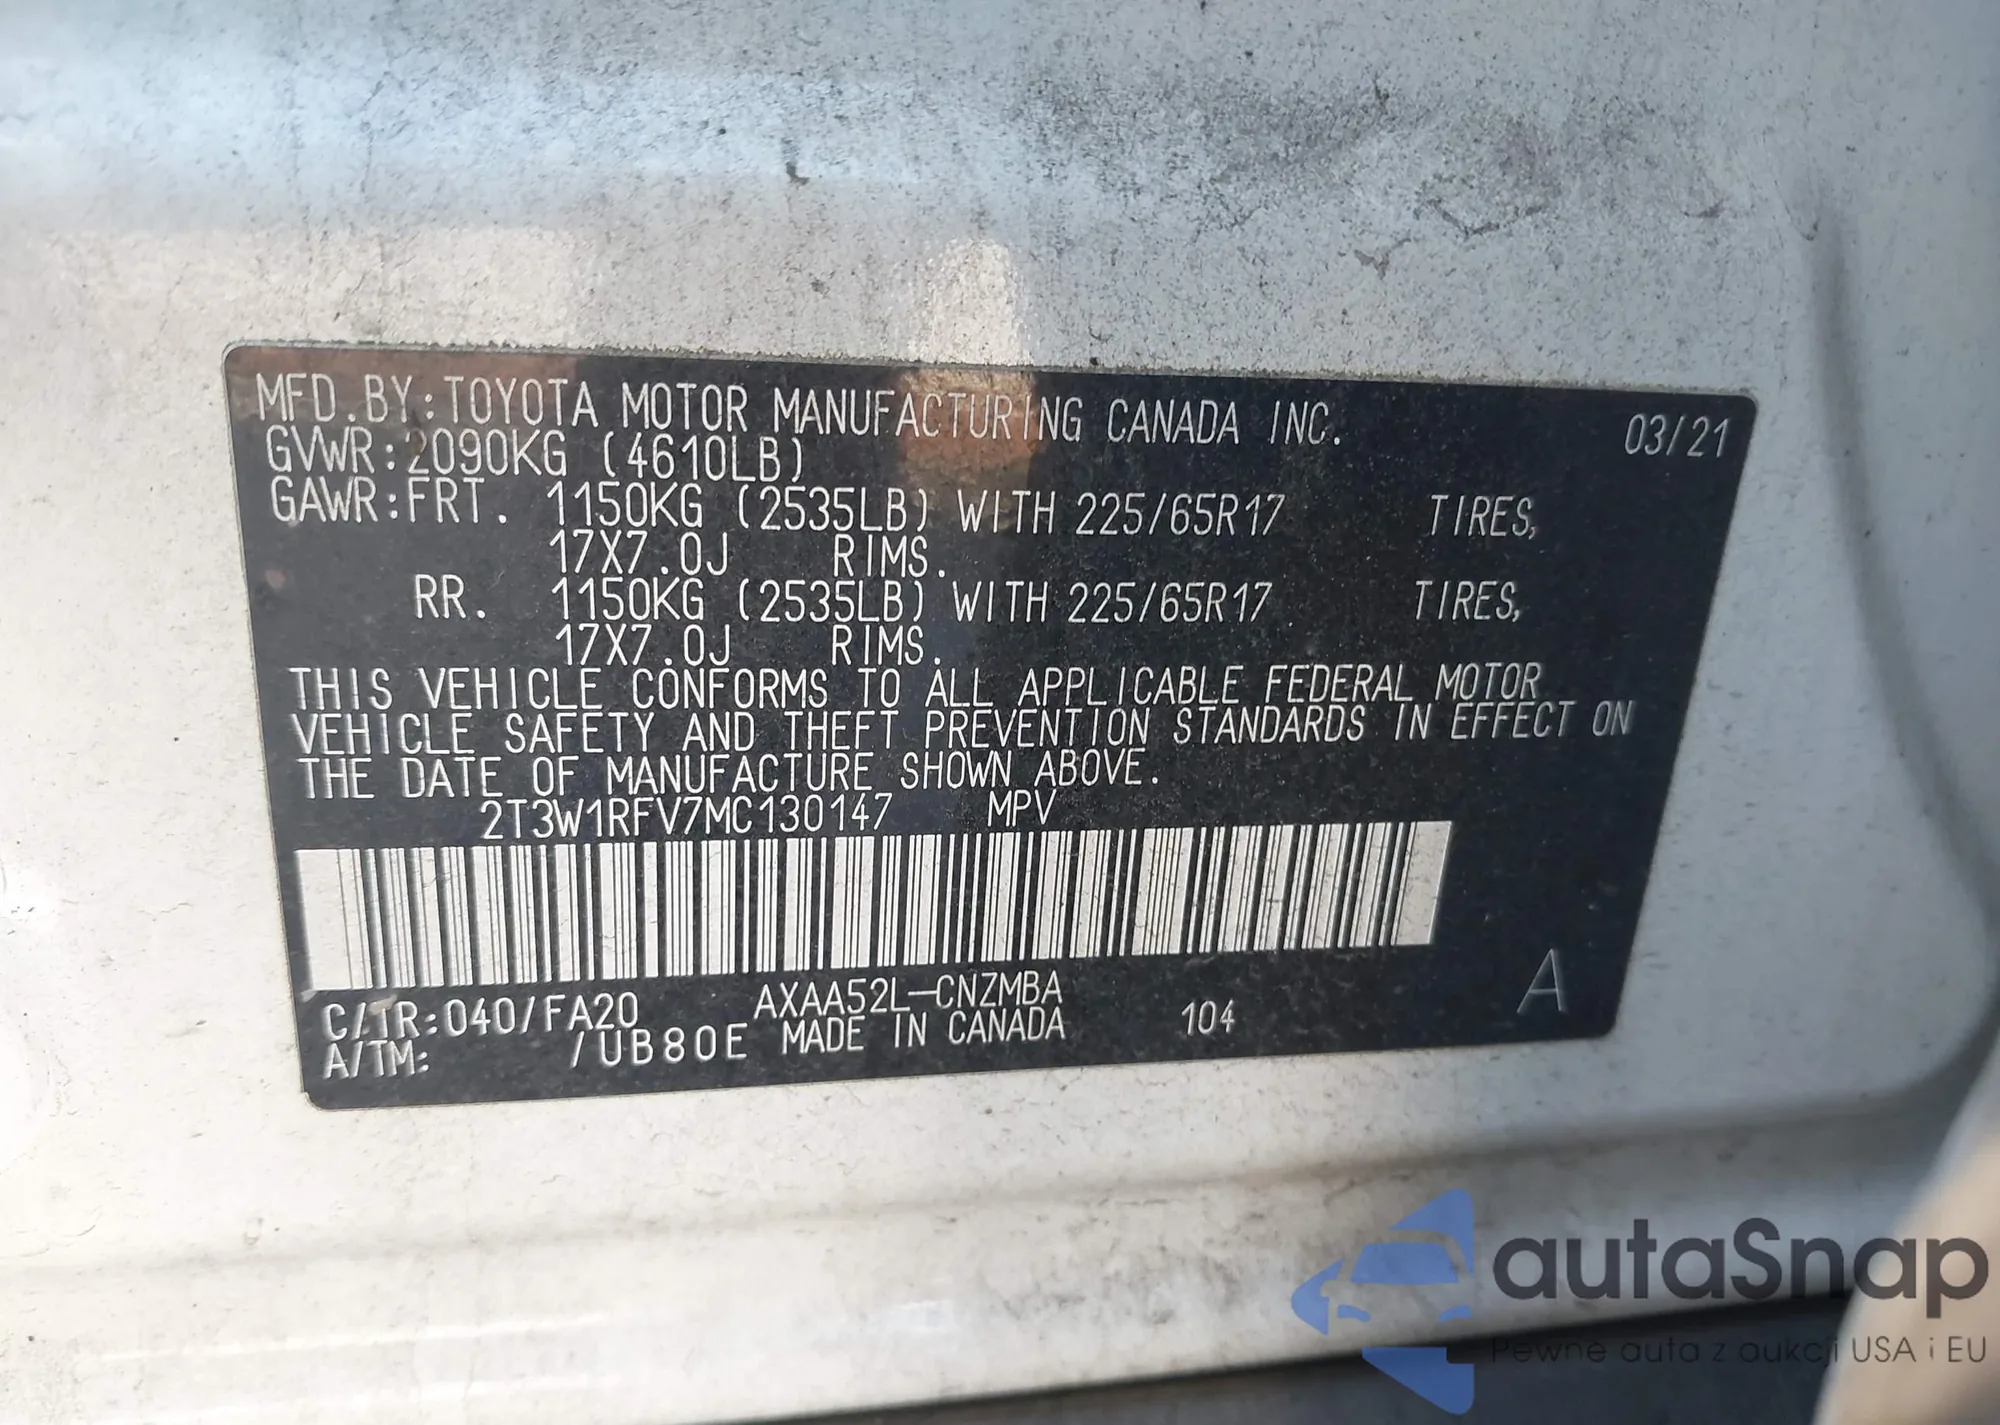 MFD.BY:TOYOTA MOTOR MANUFACTURING CANADA INC. 03/21
GVWR:2090KG (4610LB)
GAWR:FRT. 1150KG (2535LB) WITH 225/65R17 TIRES,
17X7.0J RIMS.
RR. 1150KG (2535LB) WITH 225/65R17 TIRES,
17X7.0J RIMS.
THIS VEHICLE CONFORMS TO ALL APPLICABLE FEDERAL MOTOR
VEHICLE SAFETY AND THEFT PREVENTION STANDARDS IN EFFECT ON
THE DATE OF MANUFACTURE SHOWN ABOVE.
2T3W1RFV7MC130147 MPV
C/TR:040/FA20 AXAA52L-CNZMBA
A/TM: /UB80E MADE IN CANADA 104 A
autaSnap
Pewne auta z aukcji USA i EU